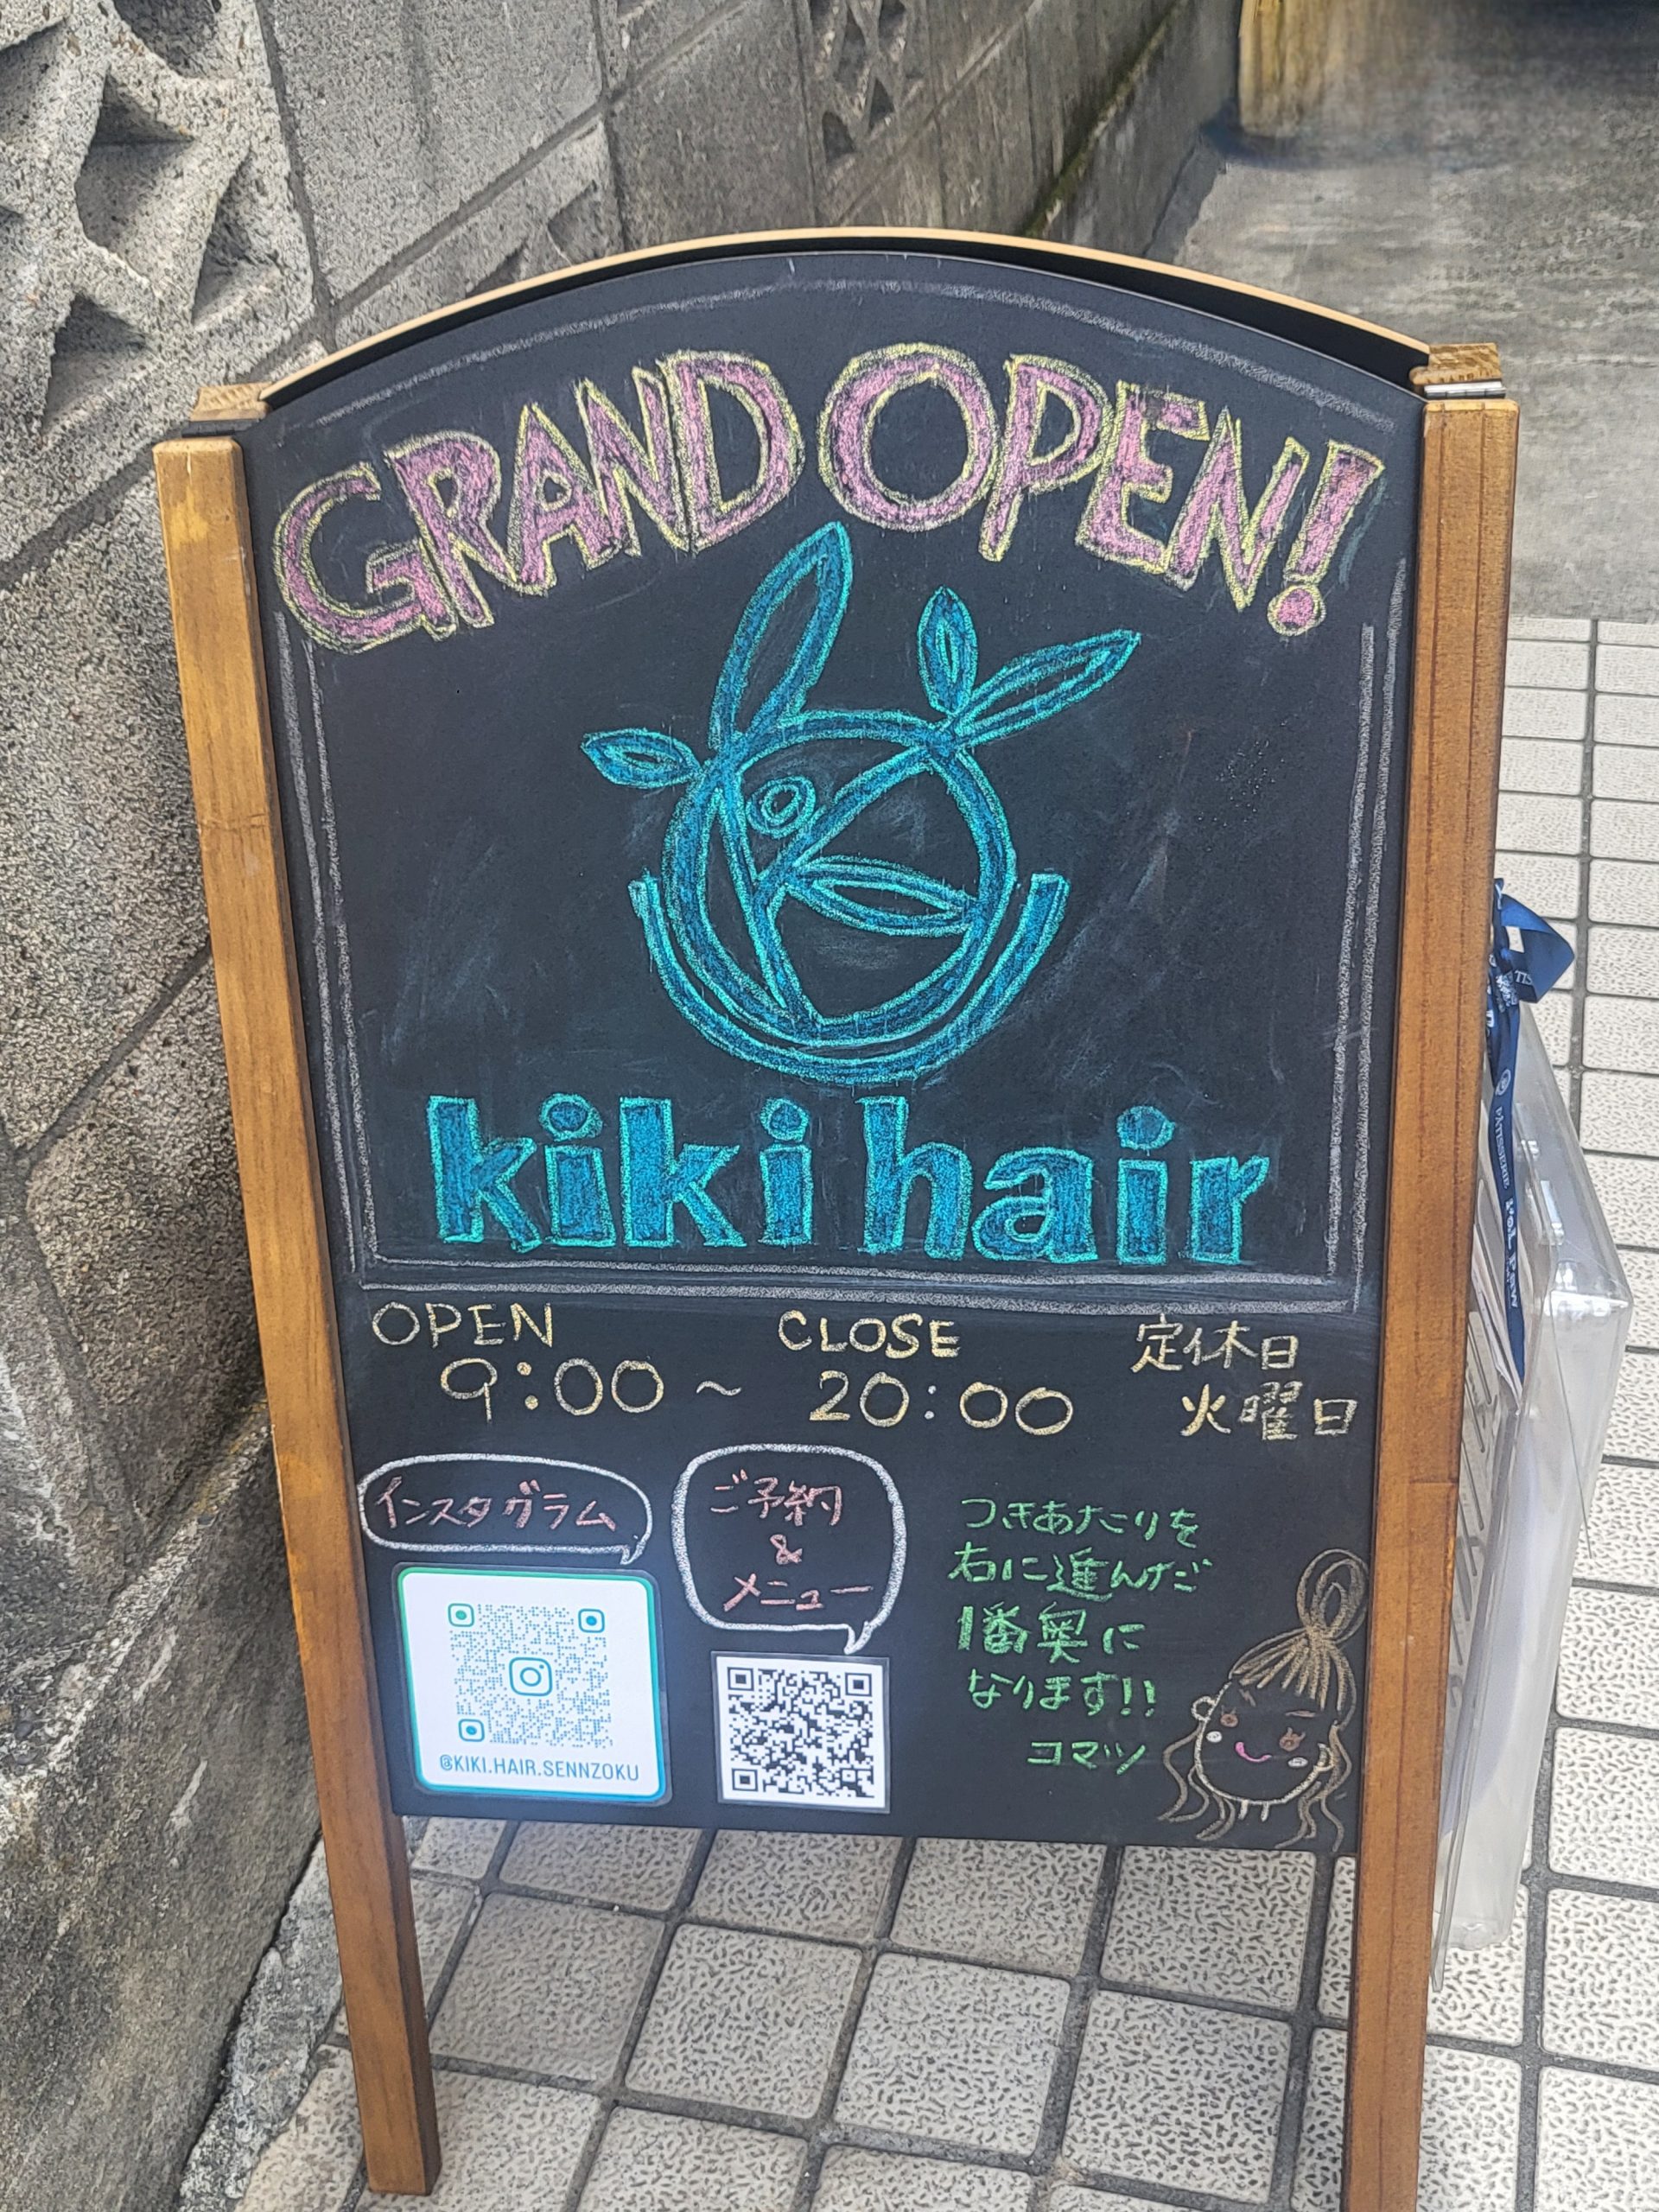 GRAND OPEN!
kiki hair
OPEN
9:00 ~
CLOSE
20:00
定休日
火曜日
インスタグラム
@KIKI.HAIR.SENNZOKU
ご予約
&
メニュー
つきあたりを
右に進んだ
1番奥に
なります!!
コマツ